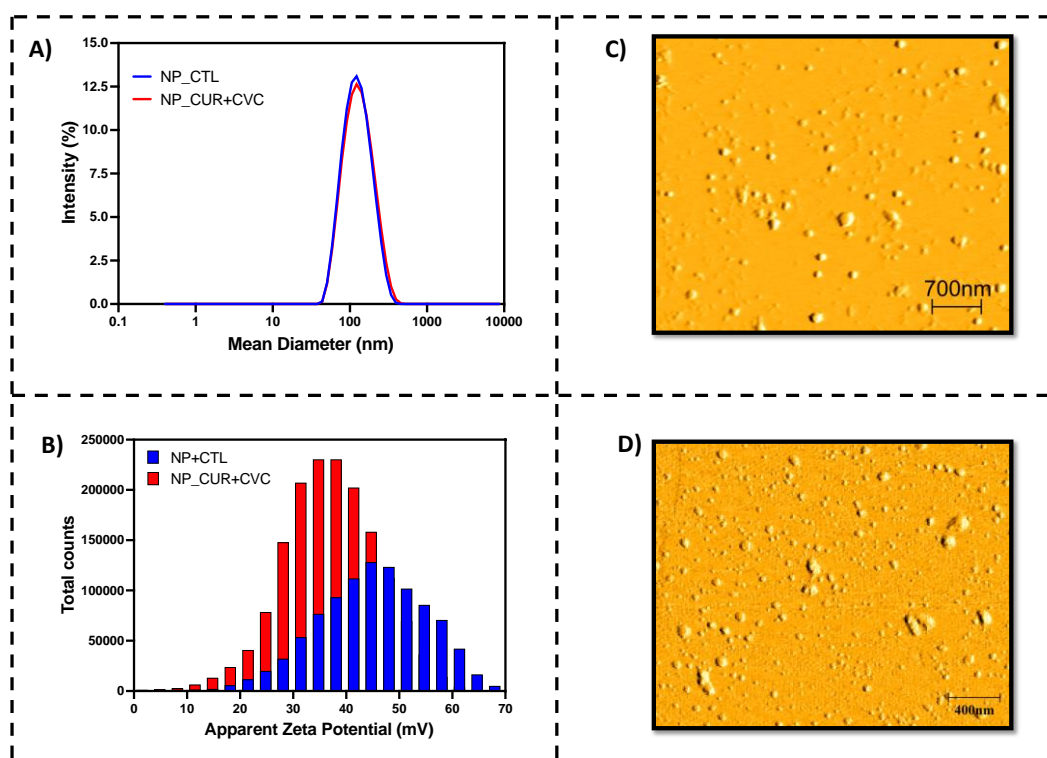 A)
15.0
12.5
10.0
7.5
5.0
2.5
0.0
NP_CTL
NP_CUR+CVC
Intensity (%)
0.1 1 10 100 1000 10000
Mean Diameter (nm)
B)
250000
200000
150000
100000
50000
0
NP+CTL
NP_CUR+CVC
Total counts
0 10 20 30 40 50 60 70
Apparent Zeta Potential (mV)
C)
700nm
D)
400nm